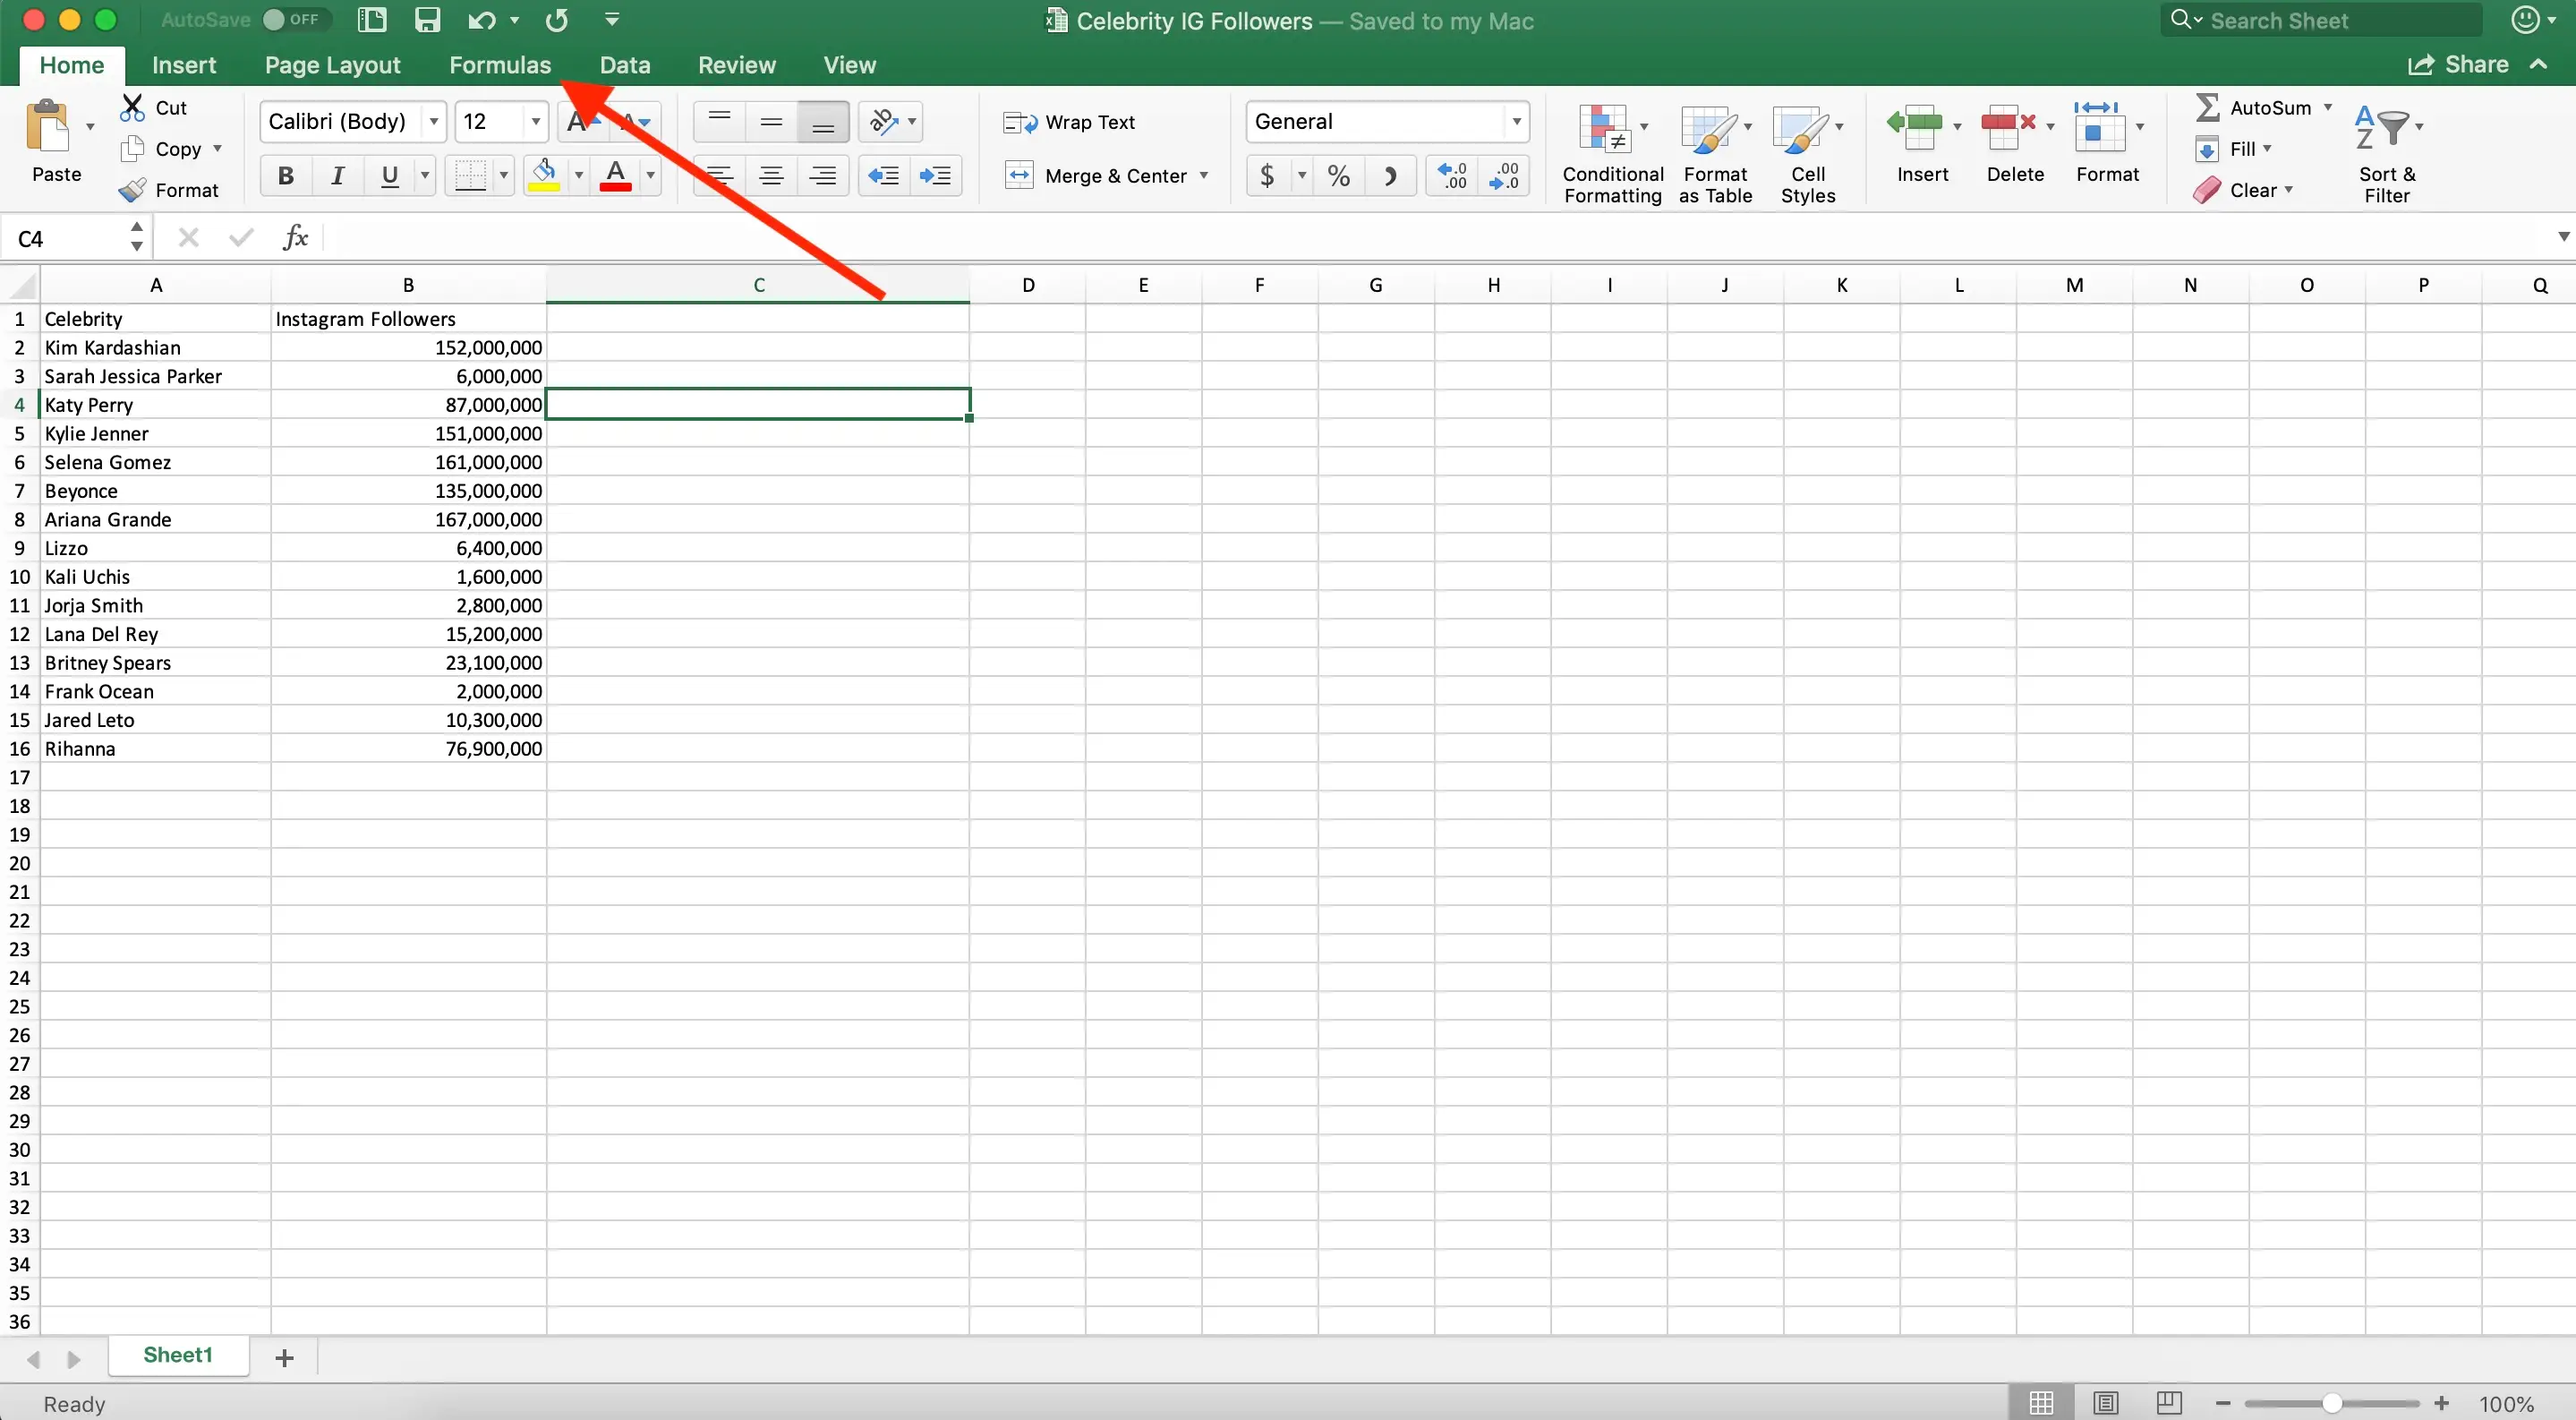 AutoSave OFF
Celebrity IG Followers — Saved to my Mac
Search Sheet
Home Insert Page Layout Formulas Data Review View
Share
Paste
Cut
Copy
Format
Calibri (Body) 12
B I U A
ab
Wrap Text
Merge & Center
General
$ % .0 .00 .00 .0
Conditional Formatting
Format as Table
Cell Styles
Insert
Delete
Format
AutoSum
Fill
Clear
A Z
Sort & Filter
C4 fx
A B C D E F G H I J K L M N O P Q
1 Celebrity Instagram Followers
2 Kim Kardashian 152,000,000
3 Sarah Jessica Parker 6,000,000
4 Katy Perry 87,000,000
5 Kylie Jenner 151,000,000
6 Selena Gomez 161,000,000
7 Beyonce 135,000,000
8 Ariana Grande 167,000,000
9 Lizzo 6,400,000
10 Kali Uchis 1,600,000
11 Jorja Smith 2,800,000
12 Lana Del Rey 15,200,000
13 Britney Spears 23,100,000
14 Frank Ocean 2,000,000
15 Jared Leto 10,300,000
16 Rihanna 76,900,000
17
18
19
20
21
22
23
24
25
26
27
28
29
30
31
32
33
34
35
36
Sheet1 +
Ready
100%